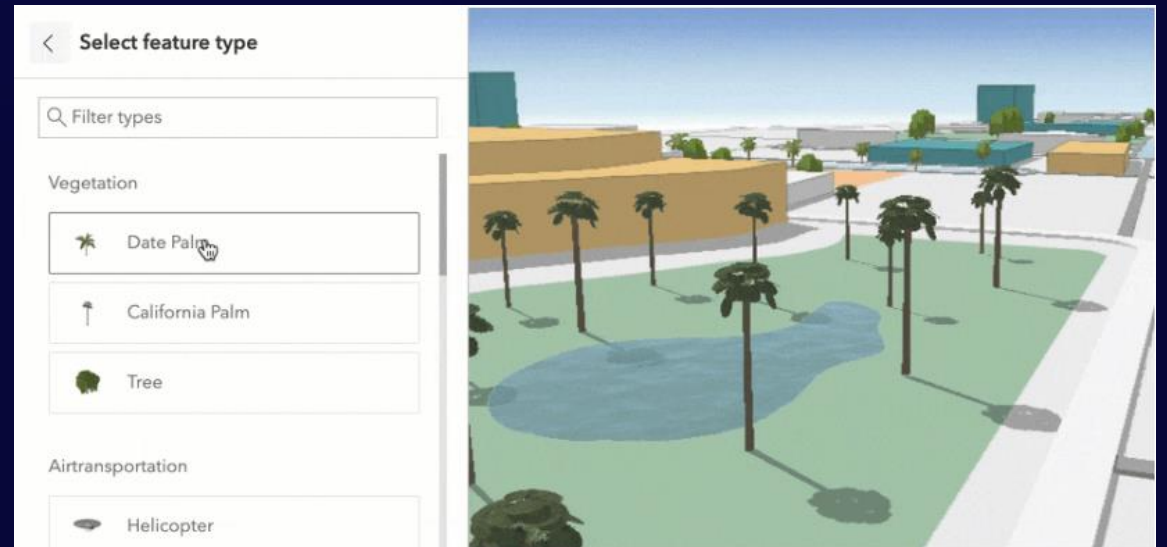 Select feature type
Filter types
Vegetation
Date Palm
California Palm
Tree
Airtransportation
Helicopter